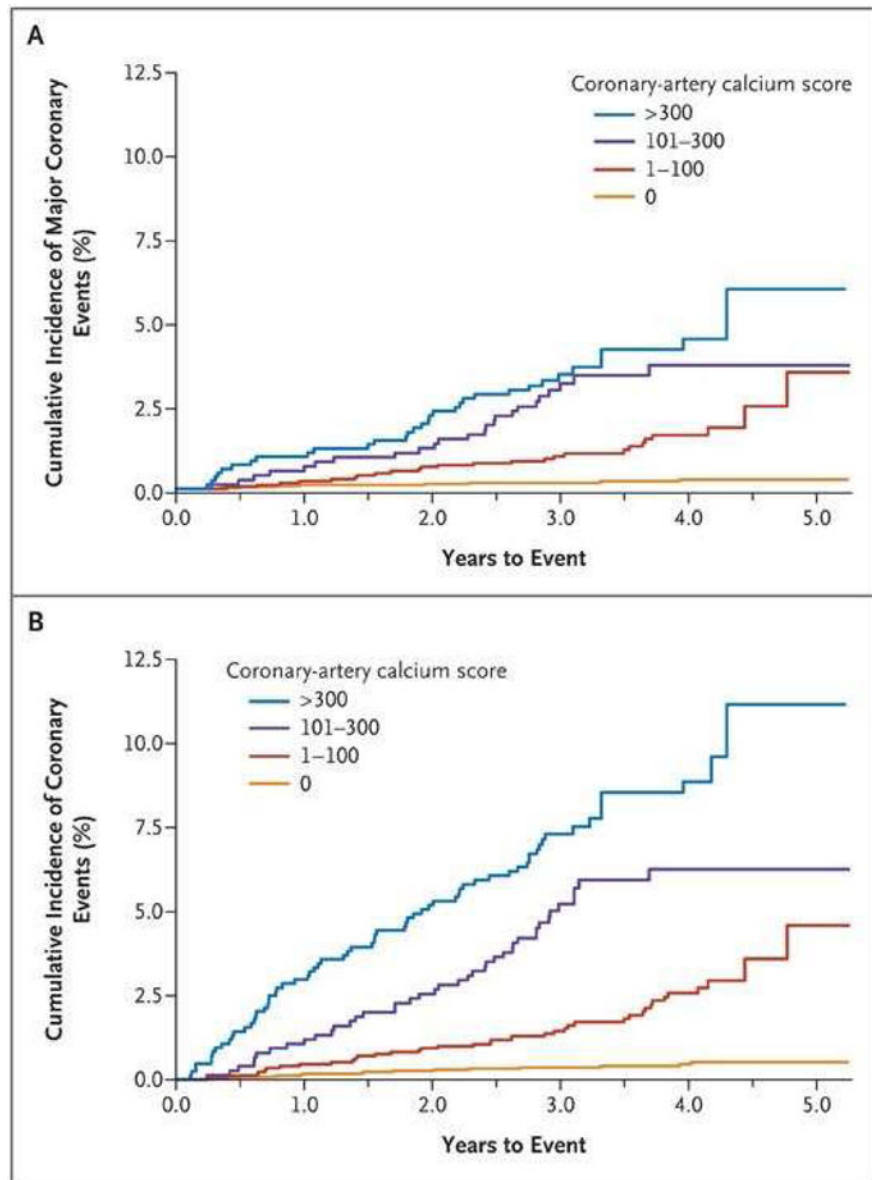 A
Cumulative Incidence of Major Coronary
Events (%)
12.5
10.0
7.5
5.0
2.5
0.0
Coronary-artery calcium score
>300
101–300
1–100
0
0.0 1.0 2.0 3.0 4.0 5.0
Years to Event
B
Cumulative Incidence of Coronary
Events (%)
12.5
10.0
7.5
5.0
2.5
0.0
Coronary-artery calcium score
>300
101–300
1–100
0
0.0 1.0 2.0 3.0 4.0 5.0
Years to Event